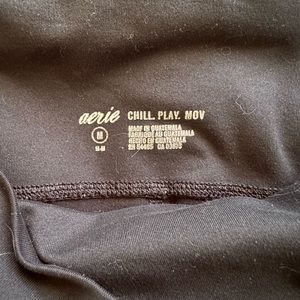 aerie CHILL. PLAY. MOV
M
M-M
MADE IN GUATEMALA
FABRIQUÉ AU GUATEMALA
HECHO EN GUATEMALA